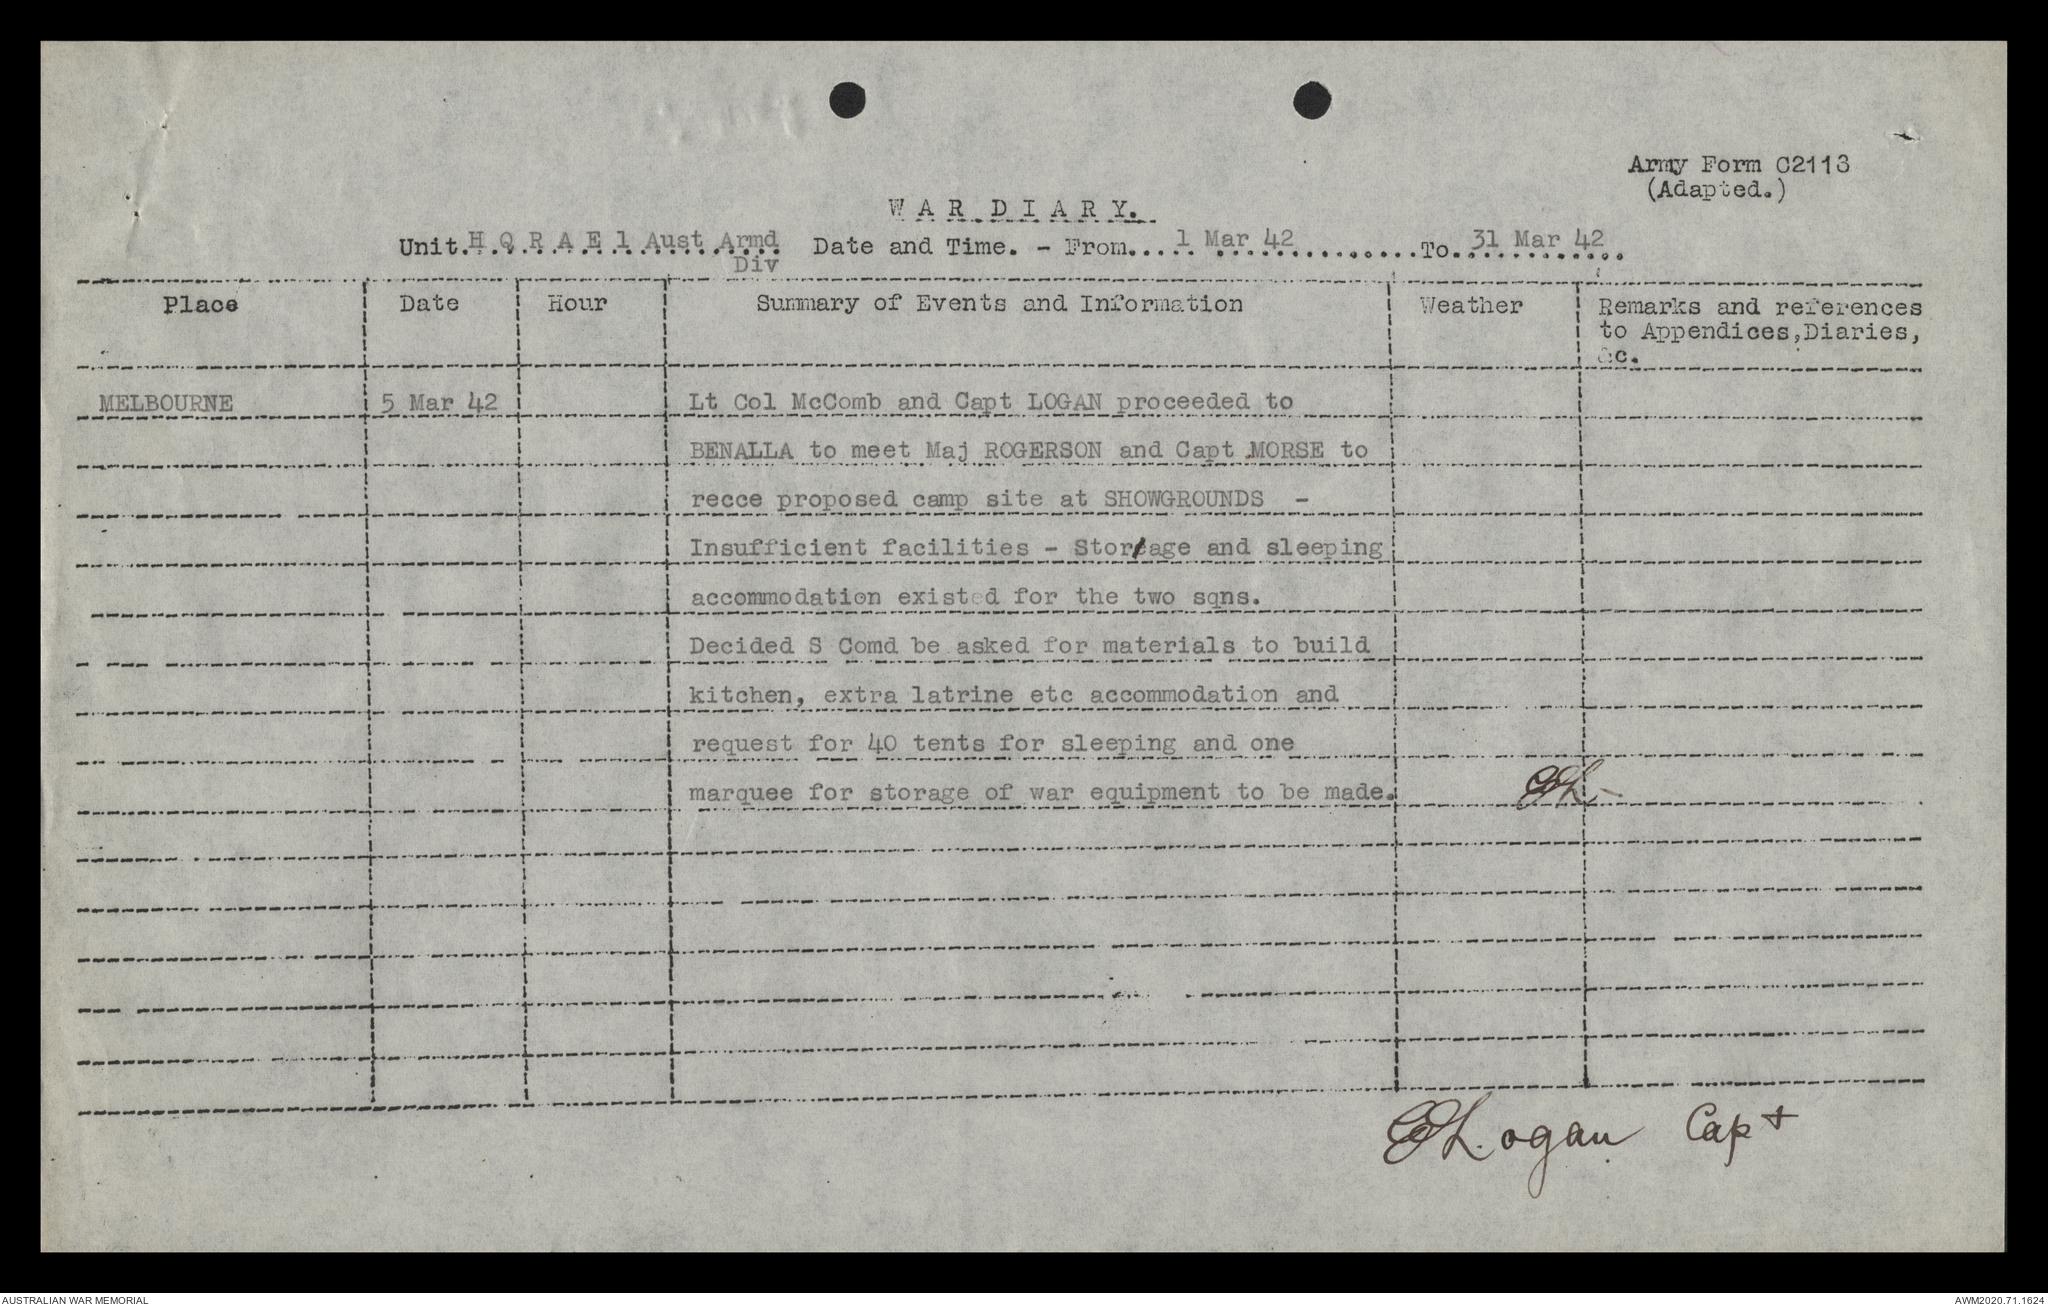 Army Form C2113
(Adapted.)
WAR DIARY.
Unit. H Q R A E 1 Aust Armd Date and Time. - From..... 1 Mar 42 ..............To. 31 Mar 42
Div
Place Date Hour Summary of Events and Information Weather Remarks and references
to Appendices,Diaries,
&c.
MELBOURNE 5 Mar 42 Lt Col McComb and Capt LOGAN proceeded to
BENALLA to meet Maj ROGERSON and Capt MORSE to
recce proposed camp site at SHOWGROUNDS -
Insufficient facilities - Storage and sleeping
accommodation existed for the two sqns.
Decided S Comd be asked for materials to build
kitchen, extra latrine etc accommodation and
request for 40 tents for sleeping and one
marquee for storage of war equipment to be made.
Logan Capt
AUSTRALIAN WAR MEMORIAL AWM2020.71.1624